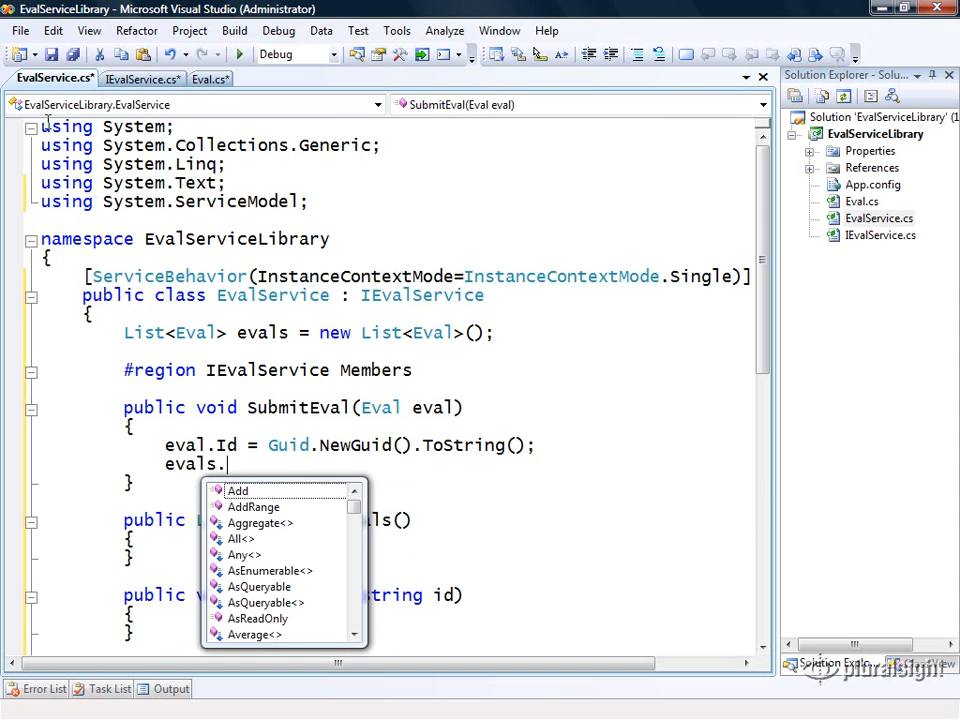 EvalServiceLibrary - Microsoft Visual Studio (Administrator)
File Edit View Refactor Project Build Debug Data Test Tools Analyze Window Help
Debug
EvalService.cs* IEvalService.cs* Eval.cs*
Solution Explorer - Solu...
EvalServiceLibrary.EvalService SubmitEval(Eval eval)
using System;
using System.Collections.Generic;
using System.Linq;
using System.Text;
using System.ServiceModel;
namespace EvalServiceLibrary
{
[ServiceBehavior(InstanceContextMode=InstanceContextMode.Single)]
public class EvalService : IEvalService
{
List<Eval> evals = new List<Eval>();
#region IEvalService Members
public void SubmitEval(Eval eval)
{
eval.Id = Guid.NewGuid().ToString();
evals.
}
public ls()
{
}
public string id)
{
}
Add
AddRange
Aggregate<>
All<>
Any<>
AsEnumerable<>
AsQueryable
AsQueryable<>
AsReadOnly
Average<>
Solution 'EvalServiceLibrary' (1
EvalServiceLibrary
Properties
References
App.config
Eval.cs
EvalService.cs
IEvalService.cs
Solution Explo...
pluralsight
Error List Task List Output